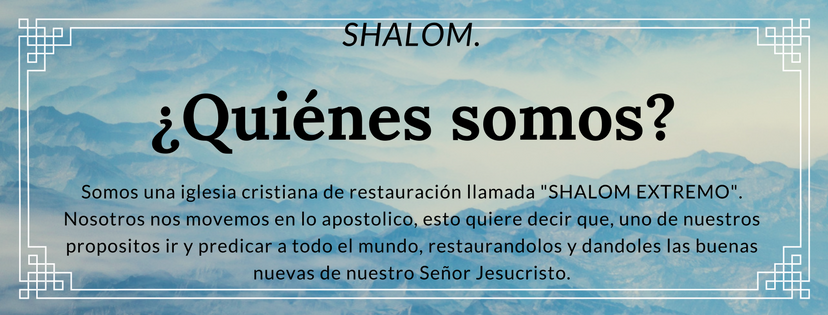 SHALOM.
¿Quiénes somos?
Somos una iglesia cristiana de restauración llamada "SHALOM EXTREMO".
Nosotros nos movemos en lo apostolico, esto quiere decir que, uno de nuestros
propositos ir y predicar a todo el mundo, restaurandolos y dandoles las buenas
nuevas de nuestro Señor Jesucristo.